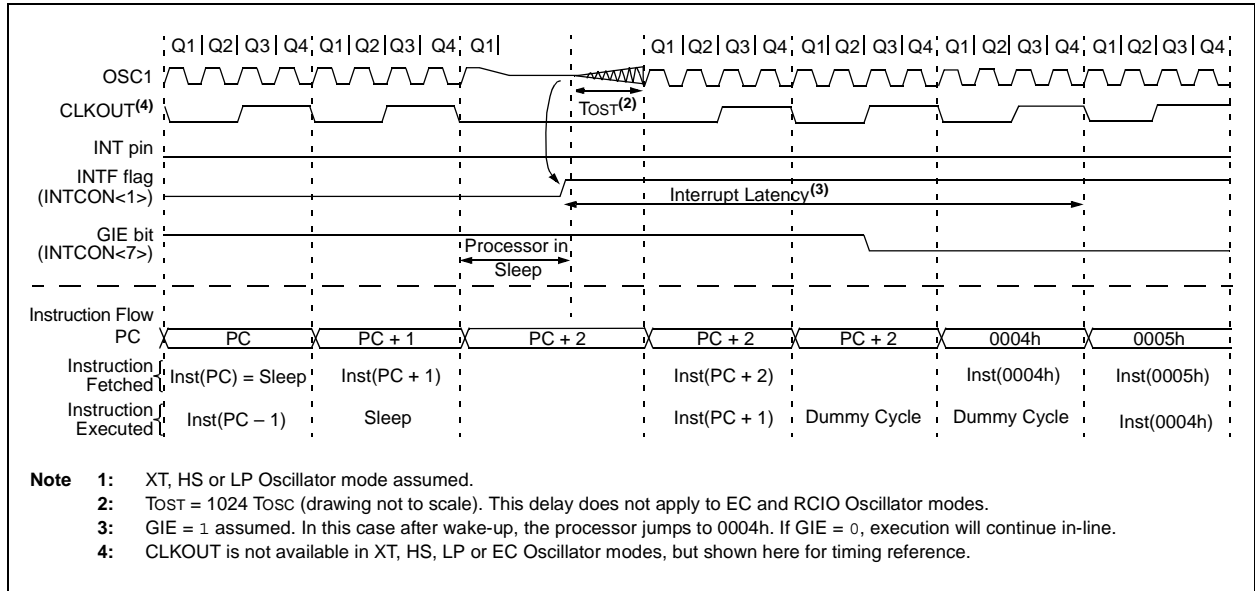 Q1 Q2 Q3 Q4 Q1 Q2 Q3 Q4 Q1 Q1 Q2 Q3 Q4 Q1 Q2 Q3 Q4 Q1 Q2 Q3 Q4 Q1 Q2 Q3 Q4
OSC1
CLKOUT(4) TOST(2)
INT pin
INTF flag
(INTCON<1>) Interrupt Latency(3)
GIE bit
(INTCON<7>) Processor in
Sleep
Instruction Flow
PC PC PC + 1 PC + 2 PC + 2 PC + 2 0004h 0005h
Instruction
Fetched Inst(PC) = Sleep Inst(PC + 1) Inst(PC + 2) Inst(0004h) Inst(0005h)
Instruction
Executed Inst(PC – 1) Sleep Inst(PC + 1) Dummy Cycle Dummy Cycle Inst(0004h)
Note 1: XT, HS or LP Oscillator mode assumed.
2: TOST = 1024 TOSC (drawing not to scale). This delay does not apply to EC and RCIO Oscillator modes.
3: GIE = 1 assumed. In this case after wake-up, the processor jumps to 0004h. If GIE = 0, execution will continue in-line.
4: CLKOUT is not available in XT, HS, LP or EC Oscillator modes, but shown here for timing reference.